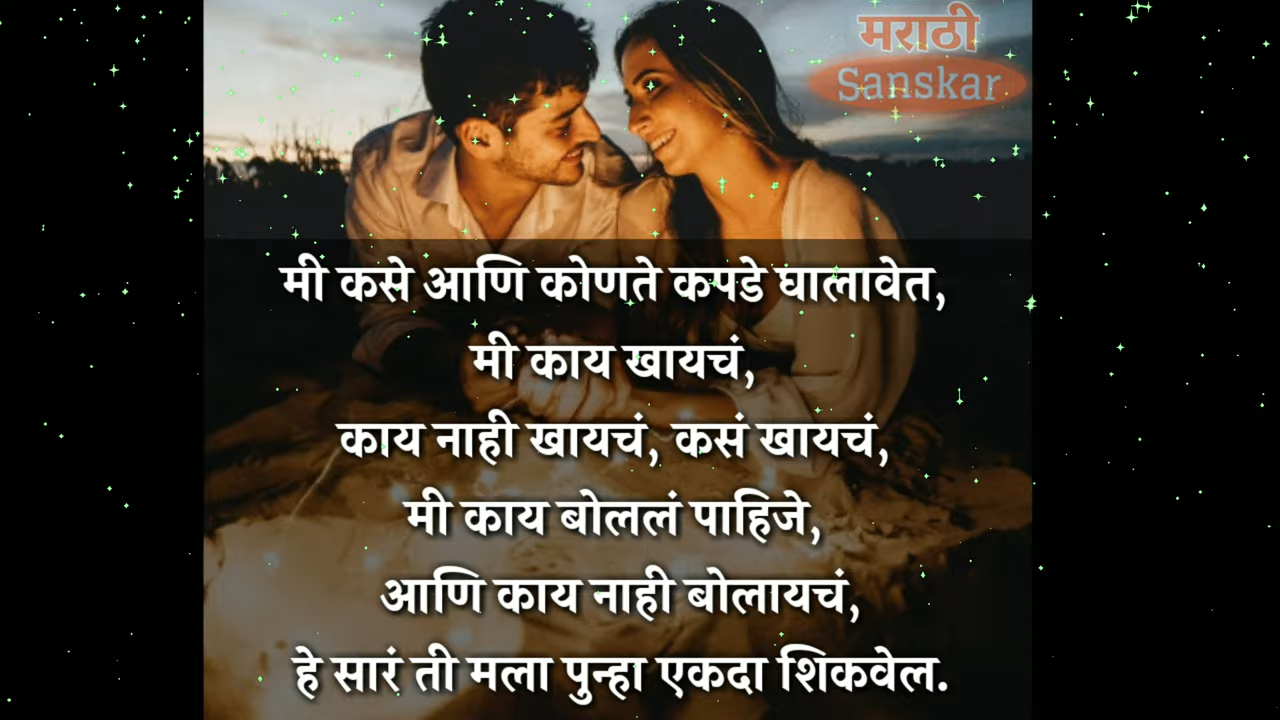 मराठी
Sanskar
मी कसे आणि कोणते कपडे घालावेत,
मी काय खायचं,
काय नाही खायचं, कसं खायचं,
मी काय बोललं पाहिजे,
आणि काय नाही बोलायचं,
हे सारं ती मला पुन्हा एकदा शिकवेल.